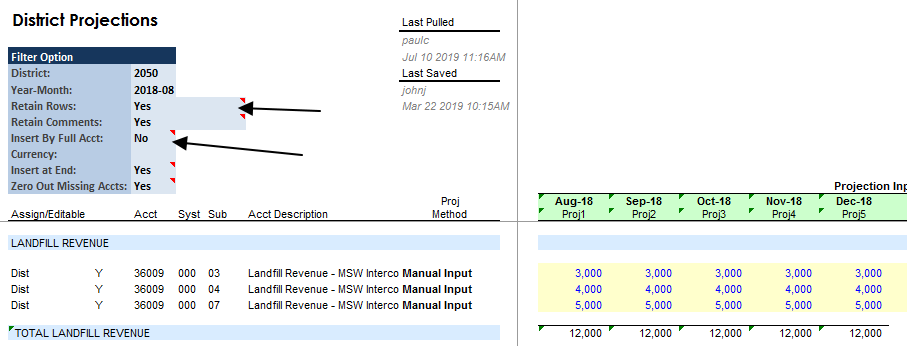 District Projections
Last Pulled
paulc
Jul 10 2019 11:16AM
Last Saved
johnj
Mar 22 2019 10:15AM
Filter Option
District: 2050
Year-Month: 2018-08
Retain Rows: Yes
Retain Comments: Yes
Insert By Full Acct: No
Currency:
Insert at End: Yes
Zero Out Missing Accts: Yes
Projection Inp
Aug-18 Sep-18 Oct-18 Nov-18 Dec-18
Proj1 Proj2 Proj3 Proj4 Proj5
Assign/Editable Acct Syst Sub Acct Description Proj Method
LANDFILL REVENUE
Dist Y 36009 000 03 Landfill Revenue - MSW Interco Manual Input 3,000 3,000 3,000 3,000 3,000
Dist Y 36009 000 04 Landfill Revenue - MSW Interco Manual Input 4,000 4,000 4,000 4,000 4,000
Dist Y 36009 000 07 Landfill Revenue - MSW Interco Manual Input 5,000 5,000 5,000 5,000 5,000
TOTAL LANDFILL REVENUE 12,000 12,000 12,000 12,000 12,000